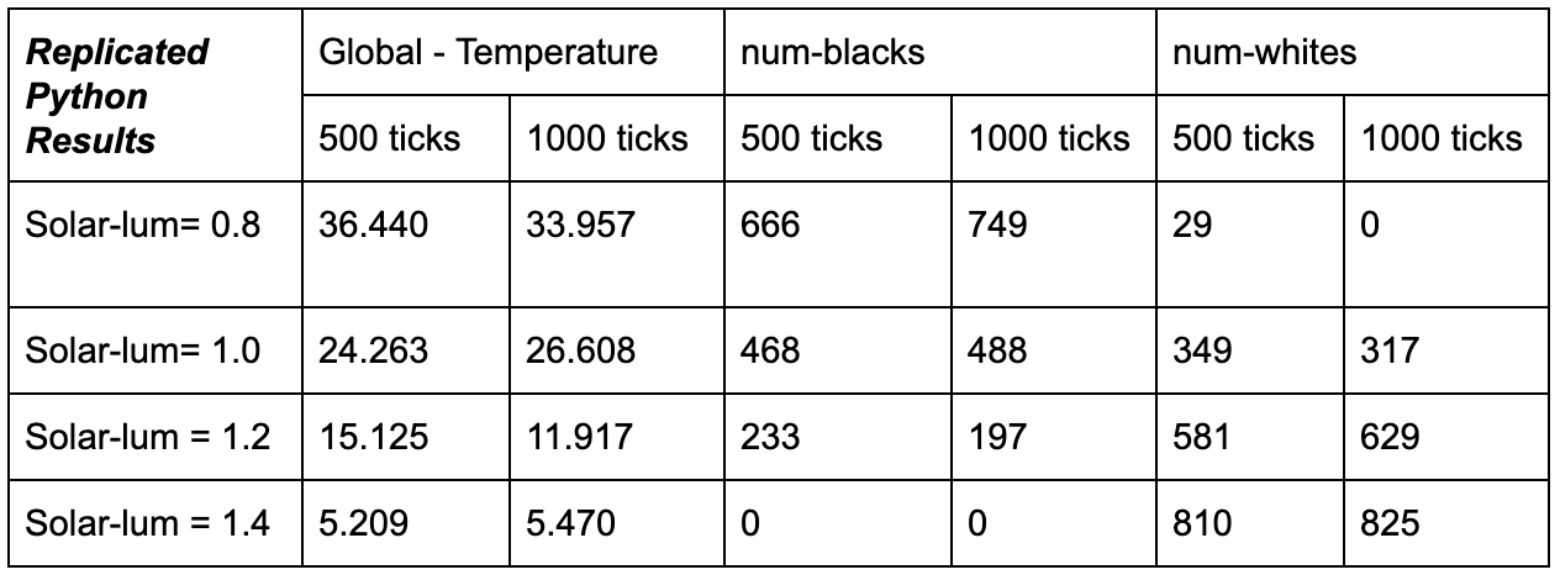 Replicated Python Results Global - Temperature num-blacks num-whites
500 ticks 1000 ticks 500 ticks 1000 ticks 500 ticks 1000 ticks
Solar-lum= 0.8 36.440 33.957 666 749 29 0
Solar-lum= 1.0 24.263 26.608 468 488 349 317
Solar-lum = 1.2 15.125 11.917 233 197 581 629
Solar-lum = 1.4 5.209 5.470 0 0 810 825